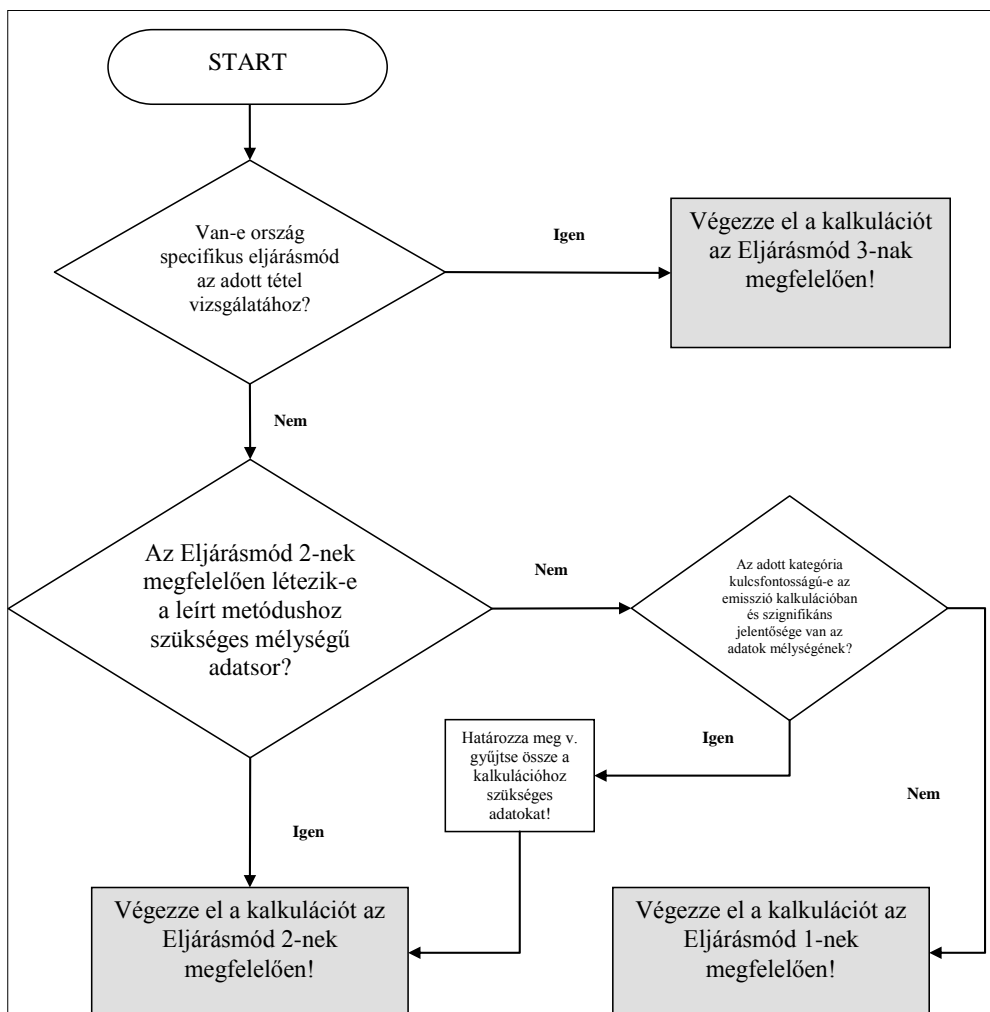 START
Van-e ország
specifikus eljárásmód
az adott tétel
vizsgálatához?
Igen
Végezze el a kalkulációt
az Eljárásmód 3-nak
megfelelően!
Nem
Az Eljárásmód 2-nek
megfelelően létezik-e
a leírt metódushoz
szükséges mélységű
adatsor?
Nem
Az adott kategória
kulcsfontosságú-e az
emisszió kalkulációban
és szignifikáns
jelentősége van az
adatok mélységének?
Igen
Határozza meg v.
gyűjtse össze a
kalkulációhoz
szükséges
adatokat!
Nem
Igen
Végezze el a kalkulációt az
Eljárásmód 2-nek
megfelelően!
Végezze el a kalkulációt az
Eljárásmód 1-nek
megfelelően!